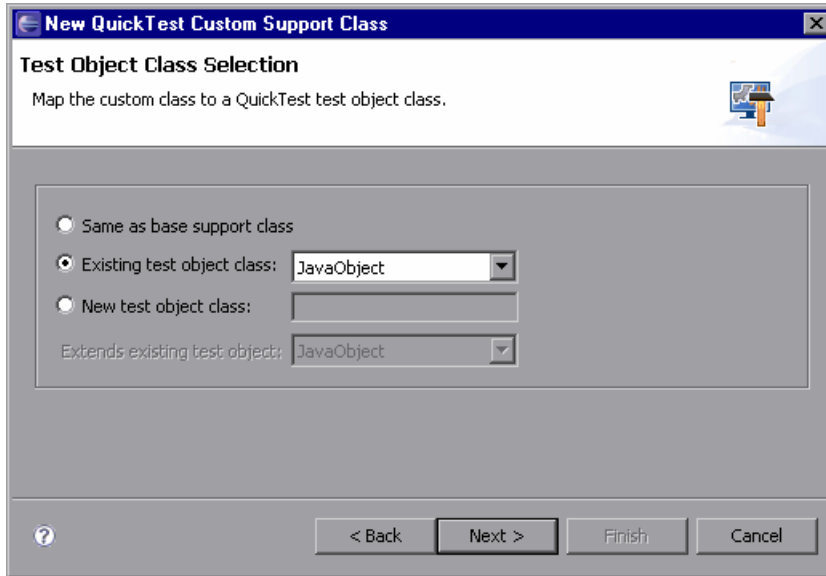 New QuickTest Custom Support Class
Test Object Class Selection
Map the custom class to a QuickTest test object class.
Same as base support class
Existing test object class: JavaObject
New test object class:
Extends existing test object: JavaObject
?
< Back Next > Finish Cancel